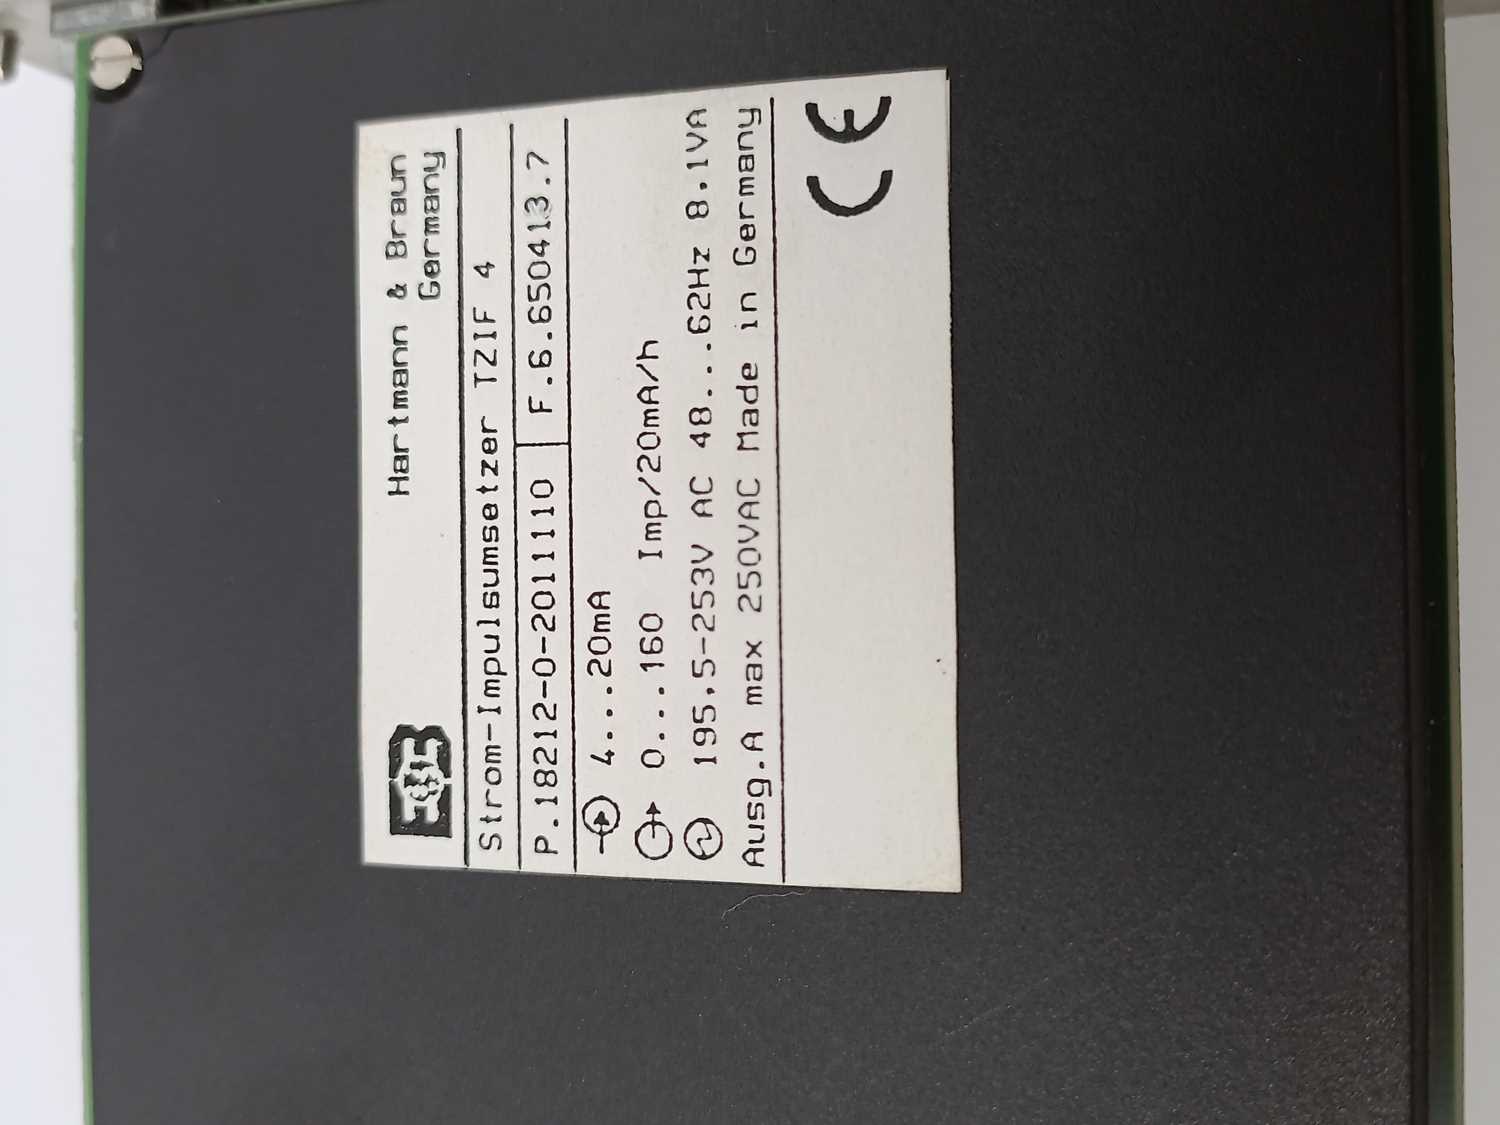 Hartmann & Braun
Germany
Strom-Impulsumsetzer TZIF 4
P.18212-0-2011110 F.6.650413.7
4...20mA
0...160 Imp/20mA/h
195,5-253V AC 48...62Hz 8.1VA
Ausg.A max 250VAC Made in Germany
CE